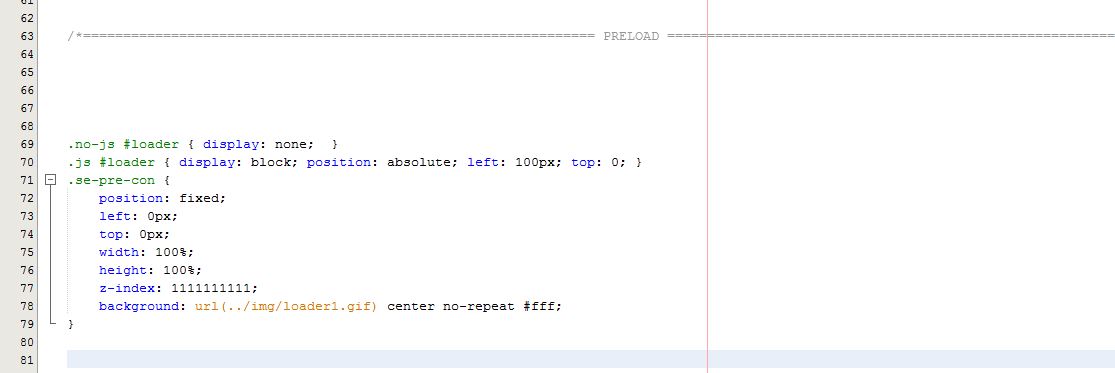 61
62
63 /*================================================================ PRELOAD ========================================================
64
65
66
67
68
69 .no-js #loader { display: none;  }
70 .js #loader { display: block; position: absolute; left: 100px; top: 0; }
71 .se-pre-con {
72     position: fixed;
73     left: 0px;
74     top: 0px;
75     width: 100%;
76     height: 100%;
77     z-index: 1111111111;
78     background: url(../img/loader1.gif) center no-repeat #fff;
79 }
80
81